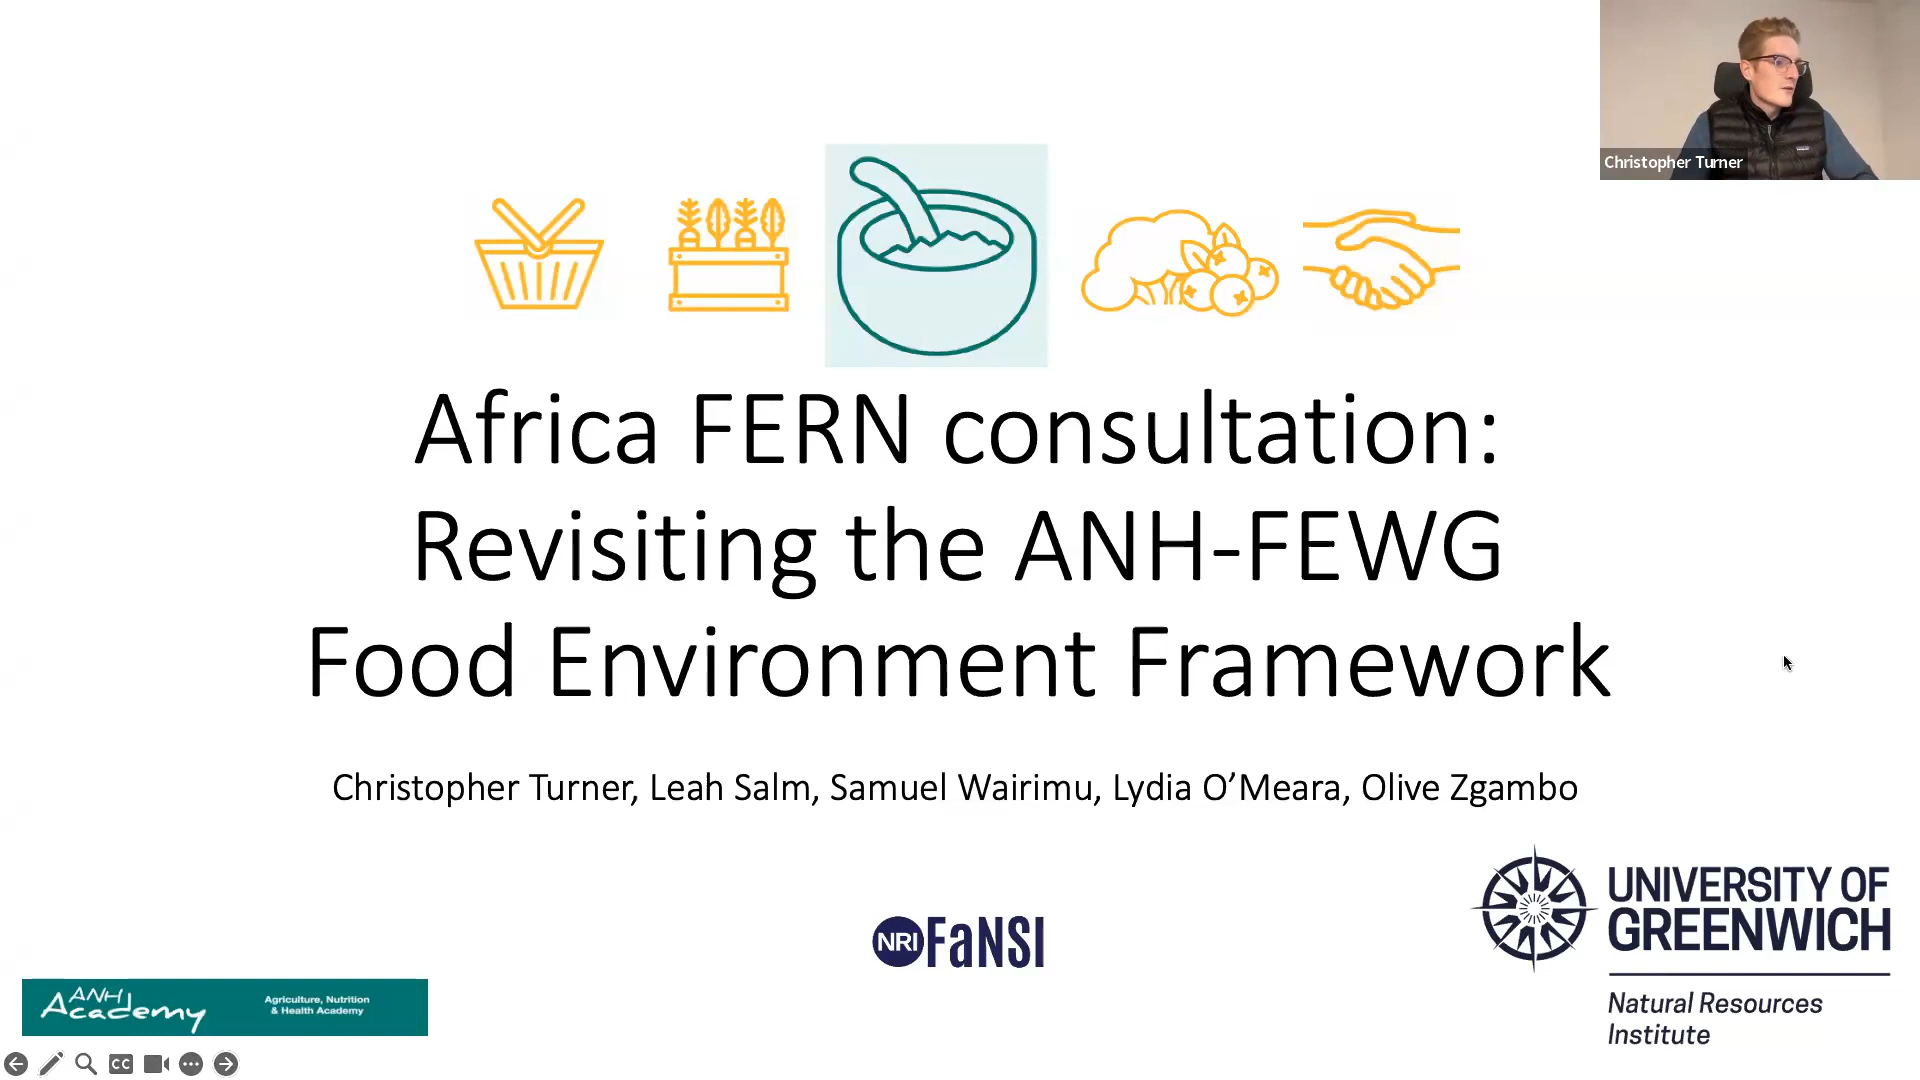 Christopher Turner
Africa FERN consultation:
Revisiting the ANH-FEWG
Food Environment Framework
Christopher Turner, Leah Salm, Samuel Wairimu, Lydia O’Meara, Olive Zgambo
NRI FaNSI
UNIVERSITY OF
GREENWICH
Natural Resources
Institute
ANH
Academy
Agriculture, Nutrition
& Health Academy
CC